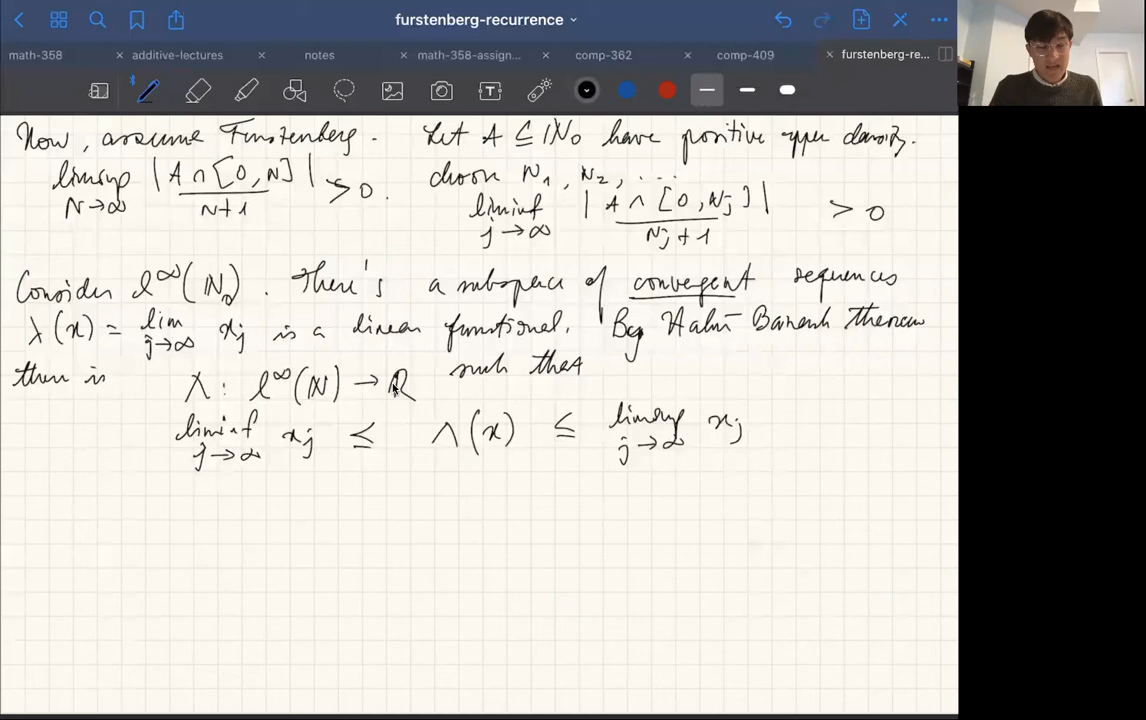 furstenberg-recurrence
math-358
additive-lectures
notes
math-358-assign...
comp-362
comp-409
furstenberg-re...
Now, assume Furstenberg. Let A ⊆ ℕ₀ have positive upper density.
limsup N→∞ |A ∩ [0, N]| / N+1 > 0. choose N₁, N₂, ... liminf j→∞ |A ∩ [0, Nj]| / Nj+1 > 0
Consider l^∞(ℕ₀). There's a subspace of convergent sequences
λ(x) = lim j→∞ xj is a linear functional. By Hahn-Banach theorem
there is Λ: l^∞(ℕ) → ℝ such that
liminf j→∞ xj ≤ Λ(x) ≤ limsup j→∞ xj